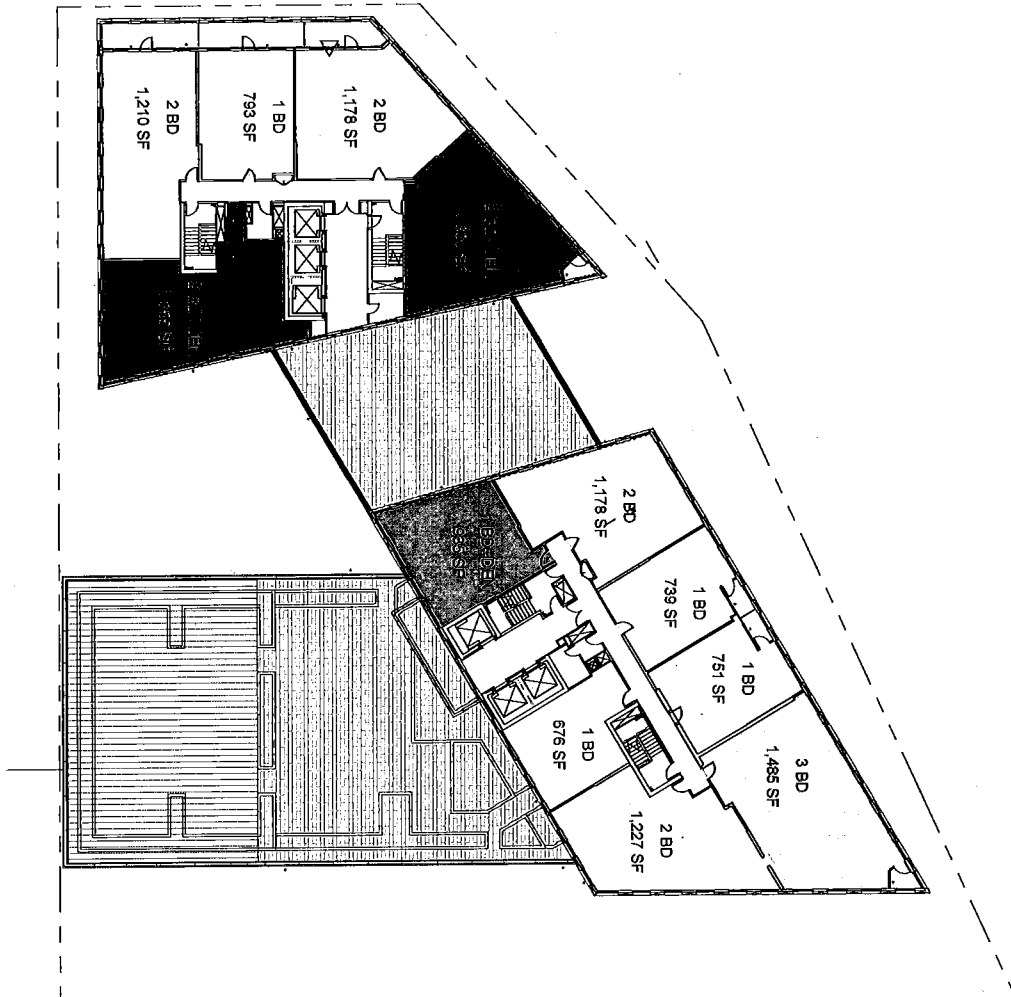 2 BD
1,210 SF
1 BD
793 SF
2 BD
1,178 SF
2 BD
1,178 SF
1 BD
739 SF
1 BD
751 SF
3 BD
1,485 SF
1 BD
676 SF
2 BD
1,227 SF